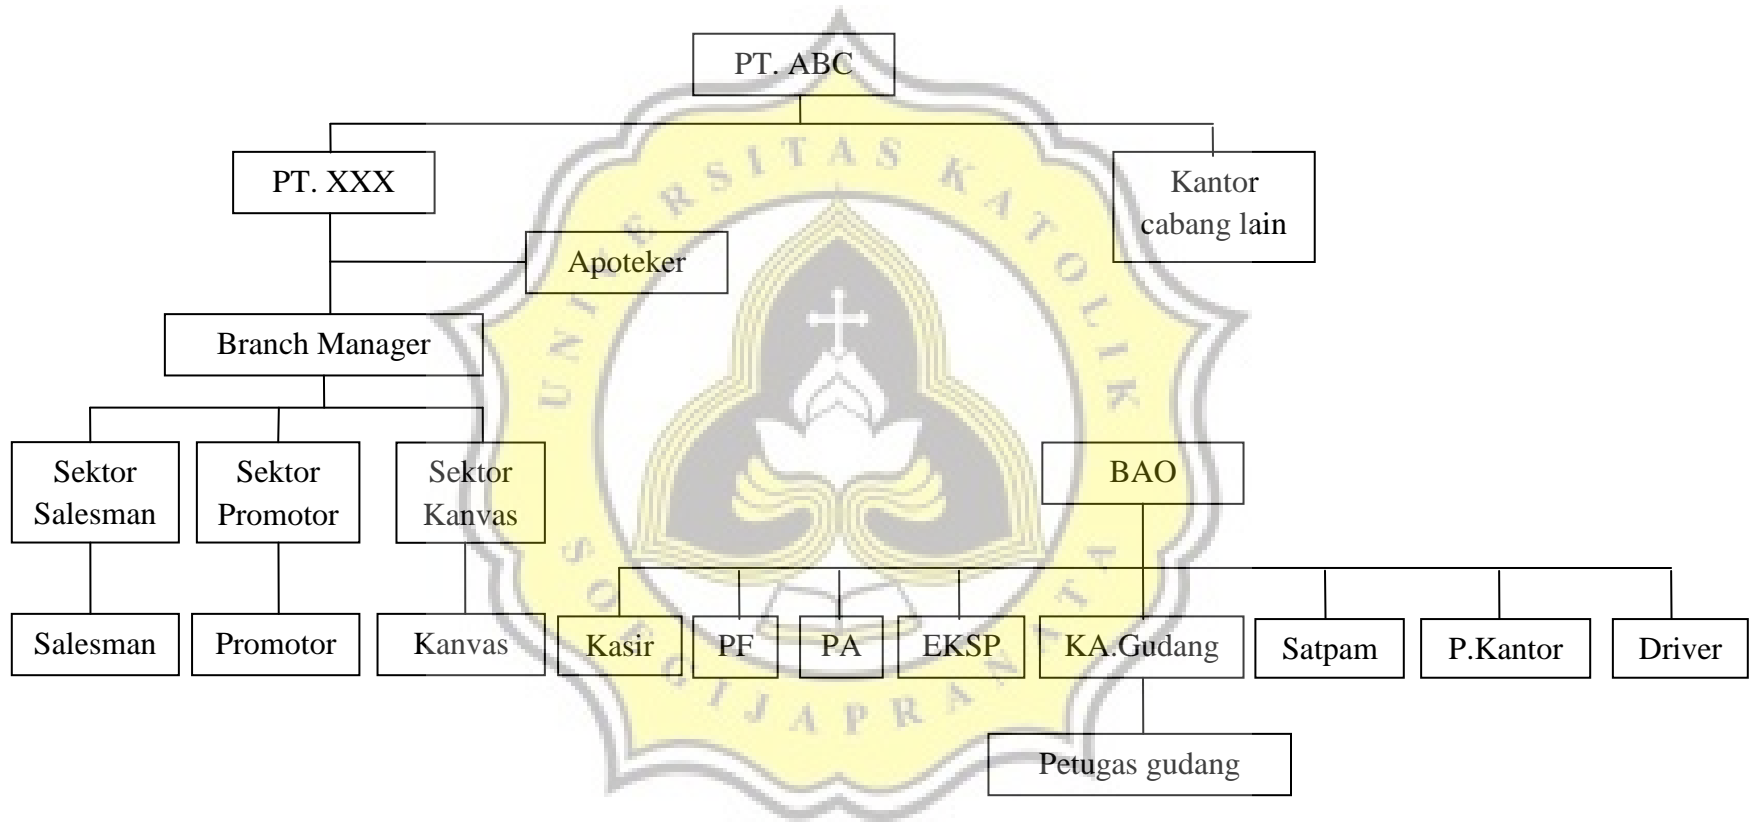 PT. ABC
PT. XXX
Kantor
cabang lain
Apoteker
Branch Manager
Sektor
Salesman
Sektor
Promotor
Sektor
Kanvas
BAO
Salesman
Promotor
Kanvas
Kasir
PF
PA
EKSP
KA.Gudang
Satpam
P.Kantor
Driver
Petugas gudang
UNIVERSITAS KATOLIK
SOEGIJAPRANATA